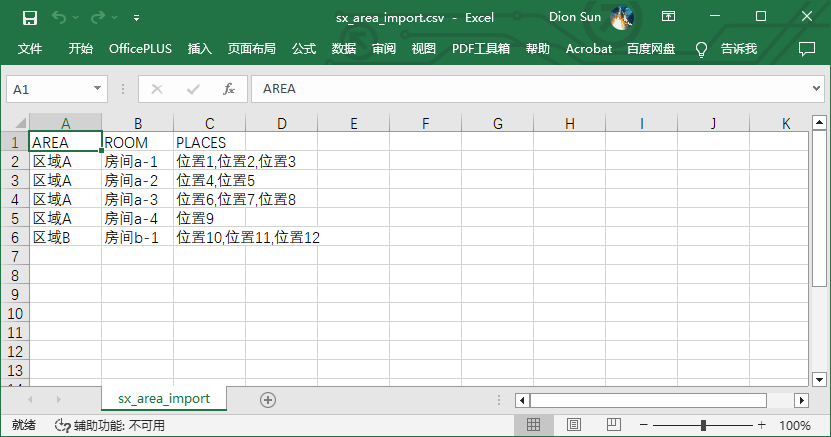 sx_area_import.csv - Excel
Dion Sun
文件 开始 OfficePLUS 插入 页面布局 公式 数据 审阅 视图 PDF工具箱 帮助 Acrobat 百度网盘 告诉我
A1 fx AREA
A B C D E F G H I J K
1 AREA ROOM PLACES
2 区域A 房间a-1 位置1,位置2,位置3
3 区域A 房间a-2 位置4,位置5
4 区域A 房间a-3 位置6,位置7,位置8
5 区域A 房间a-4 位置9
6 区域B 房间b-1 位置10,位置11,位置12
7
8
9
10
11
12
13
14
sx_area_import
就绪 辅助功能: 不可用 100%